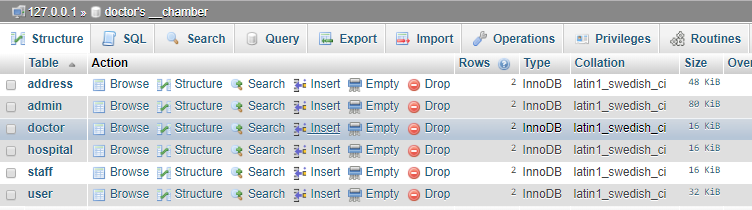 127.0.0.1 » doctor's __chamber
Structure SQL Search Query Export Import Operations Privileges Routines
Table Action Rows Type Collation Size Over
address Browse Structure Search Insert Empty Drop 2 InnoDB latin1_swedish_ci 48 KiB
admin Browse Structure Search Insert Empty Drop 2 InnoDB latin1_swedish_ci 80 KiB
doctor Browse Structure Search Insert Empty Drop 2 InnoDB latin1_swedish_ci 16 KiB
hospital Browse Structure Search Insert Empty Drop 2 InnoDB latin1_swedish_ci 16 KiB
staff Browse Structure Search Insert Empty Drop 2 InnoDB latin1_swedish_ci 16 KiB
user Browse Structure Search Insert Empty Drop 2 InnoDB latin1_swedish_ci 32 KiB